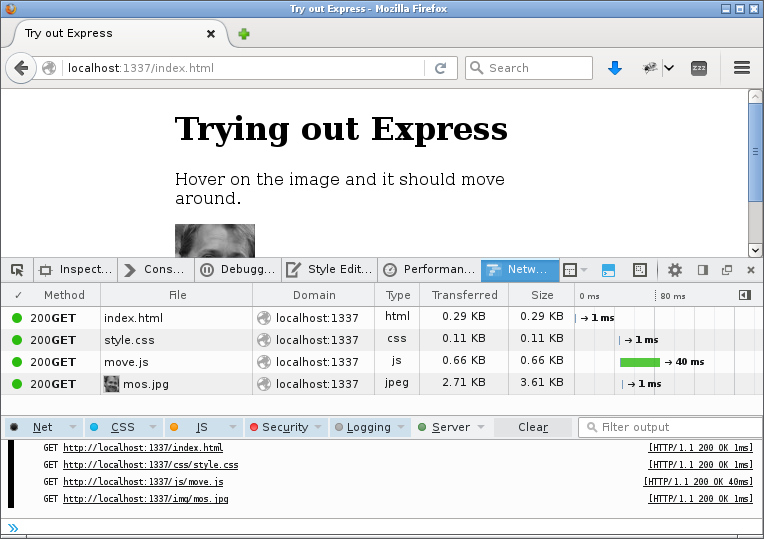 Try out Express - Mozilla Firefox
Try out Express
localhost:1337/index.html
Search
zzz
Trying out Express
Hover on the image and it should move
around.
Inspect... Cons... Debugg... Style Edit... Performan... Netw...
✓ Method File Domain Type Transferred Size 0 ms 80 ms
200 GET index.html localhost:1337 html 0.29 KB 0.29 KB → 1 ms
200 GET style.css localhost:1337 css 0.11 KB 0.11 KB → 1 ms
200 GET move.js localhost:1337 js 0.66 KB 0.66 KB → 40 ms
200 GET mos.jpg localhost:1337 jpeg 2.71 KB 3.61 KB → 1 ms
Net CSS JS Security Logging Server Clear Filter output
GET http://localhost:1337/index.html [HTTP/1.1 200 OK 1ms]
GET http://localhost:1337/css/style.css [HTTP/1.1 200 OK 1ms]
GET http://localhost:1337/js/move.js [HTTP/1.1 200 OK 40ms]
GET http://localhost:1337/img/mos.jpg [HTTP/1.1 200 OK 1ms]
»